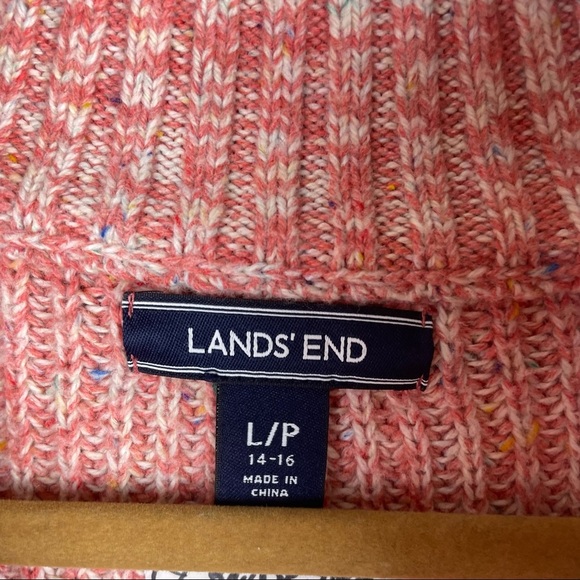 LANDS' END
L/P
14-16
MADE IN
CHINA